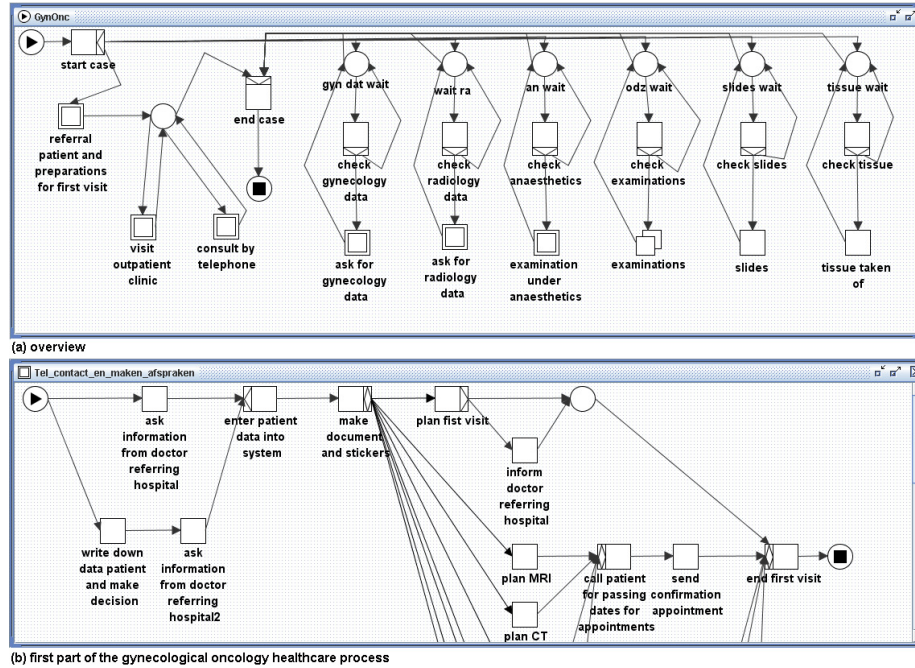 GynOnc
start case
gyn dat wait
wait ra
an wait
odz wait
slides wait
tissue wait
end case
referral
patient and
preparations
for first visit
check
gynecology
data
check
radiology
data
check
anaesthetics
check
examinations
check slides
check tissue
visit
outpatient
clinic
consult by
telephone
ask for
gynecology
data
ask for
radiology data
examination
under
anaesthetics
examinations
slides
tissue taken
of
(a) overview
Tel_contact_en_maken_afspraken
ask
information
from doctor
referring
hospital
enter patient
data into
system
make
document
and stickers
plan fist visit
inform
doctor
referring
hospital
write down
data patient
and make
decision
ask
information
from doctor
referring
hospital2
plan MRI
call patient
for passing
dates for
appointments
send
confirmation
appointment
end first visit
plan CT
(b) first part of the gynecological oncology healthcare process